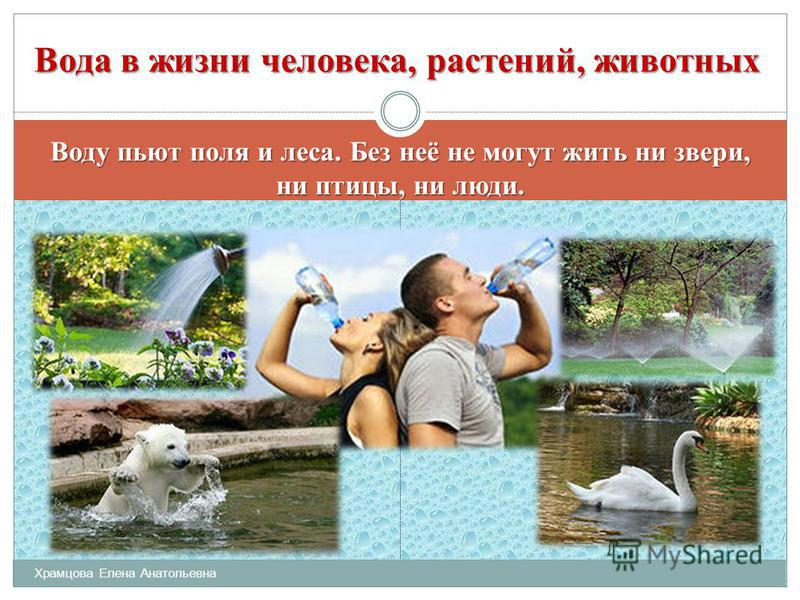 Вода в жизни человека, растений, животных
Воду пьют поля и леса. Без неё не могут жить ни звери,
ни птицы, ни люди.
Храмцова Елена Анатольевна
MyShared